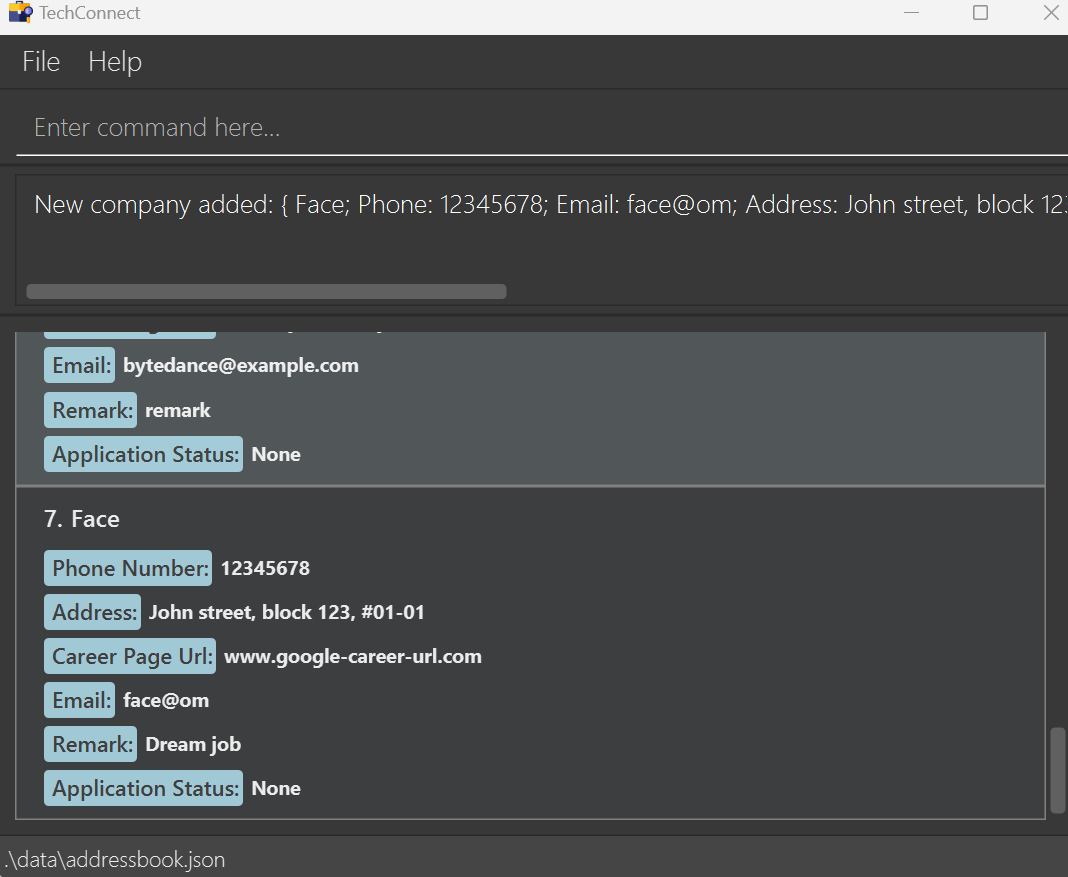 TechConnect
File Help
Enter command here...
New company added: { Face; Phone: 12345678; Email: face@om; Address: John street, block 123
Email: bytedance@example.com
Remark: remark
Application Status: None
7. Face
Phone Number: 12345678
Address: John street, block 123, #01-01
Career Page Url: www.google-career-url.com
Email: face@om
Remark: Dream job
Application Status: None
.\data\addressbook.json